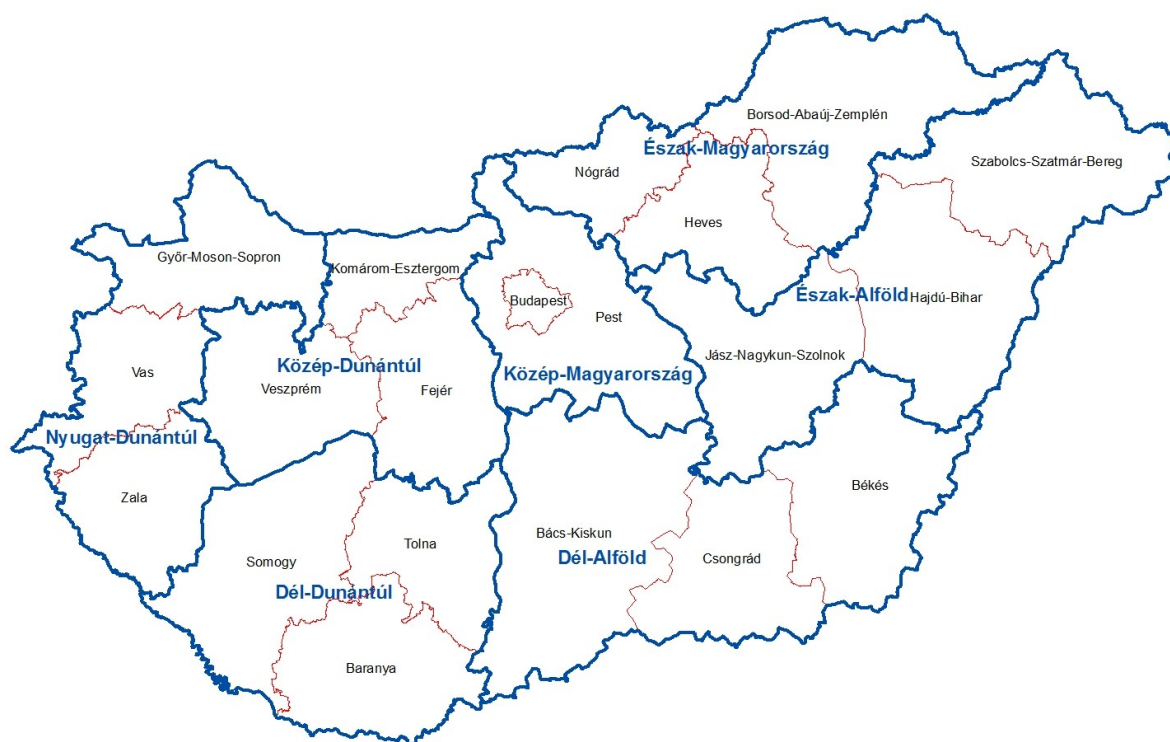 Borsod-Abaúj-Zemplén
Észak-Magyarország
Szabolcs-Szatmár-Bereg
Nógrád
Heves
Győr-Moson-Sopron
Komárom-Esztergom
Budapest
Pest
Észak-Alföld
Hajdú-Bihar
Jász-Nagykun-Szolnok
Vas
Közép-Dunántúl
Veszprém
Fejér
Közép-Magyarország
Nyugat-Dunántúl
Zala
Békés
Bács-Kiskun
Tolna
Somogy
Dél-Alföld
Csongrád
Dél-Dunántúl
Baranya